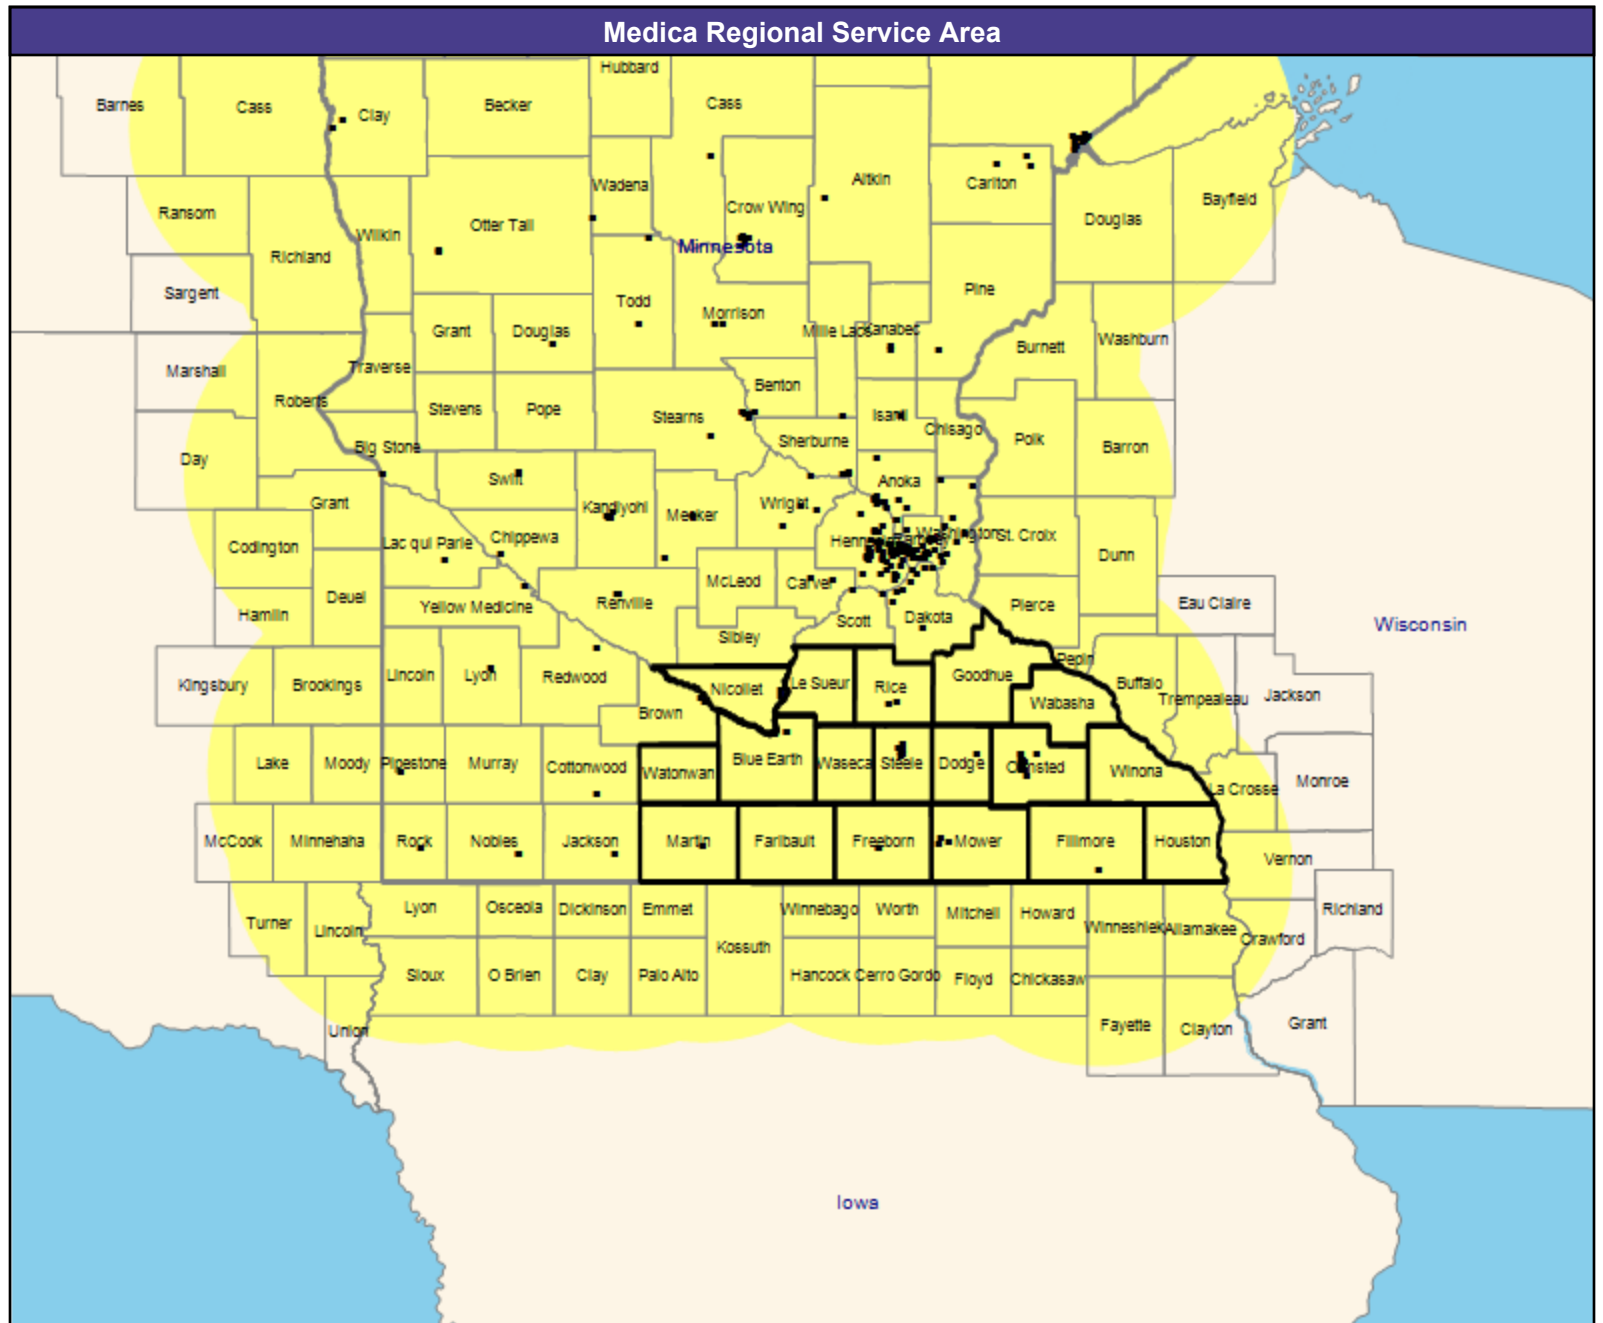 Medica Regional Service Area
Hubbard
Barnes
Cass
Clay
Becker
Cass
Wadena
Aitkin
Carlton
Ransom
Otter Tail
Crow Wing
Bayfield
Douglas
Wilkin
Minnesota
Richland
Sargent
Todd
Pine
Grant
Douglas
Morrison
Mille Lacs
Kanabec
Burnett
Washburn
Marshall
Traverse
Roberts
Stevens
Pope
Stearns
Benton
Isanti
Chisago
Polk
Barron
Big Stone
Sherburne
Day
Swift
Anoka
Grant
Kandiyohi
Meeker
Wright
Codington
Lac qui Parle
Chippewa
Washington
St. Croix
Dunn
Deuel
McLeod
Carver
Hamlin
Yellow Medicine
Renville
Scott
Dakota
Pierce
Eau Claire
Wisconsin
Sibley
Pepin
Kingsbury
Brookings
Lincoln
Lyon
Redwood
Nicollet
Le Sueur
Rice
Goodhue
Wabasha
Buffalo
Trempealeau
Jackson
Brown
Lake
Moody
Pipestone
Murray
Cottonwood
Watonwan
Blue Earth
Waseca
Steele
Dodge
Olmsted
Winona
La Crosse
Monroe
McCook
Minnehaha
Rock
Nobles
Jackson
Martin
Faribault
Freeborn
Mower
Fillmore
Houston
Vernon
Turner
Lincoln
Lyon
Osceola
Dickinson
Emmet
Kossuth
Winnebago
Worth
Mitchell
Howard
Winneshiek
Allamakee
Crawford
Richland
Sioux
O Brien
Clay
Palo Alto
Hancock
Cerro Gordo
Floyd
Chickasaw
Union
Fayette
Clayton
Grant
Iowa